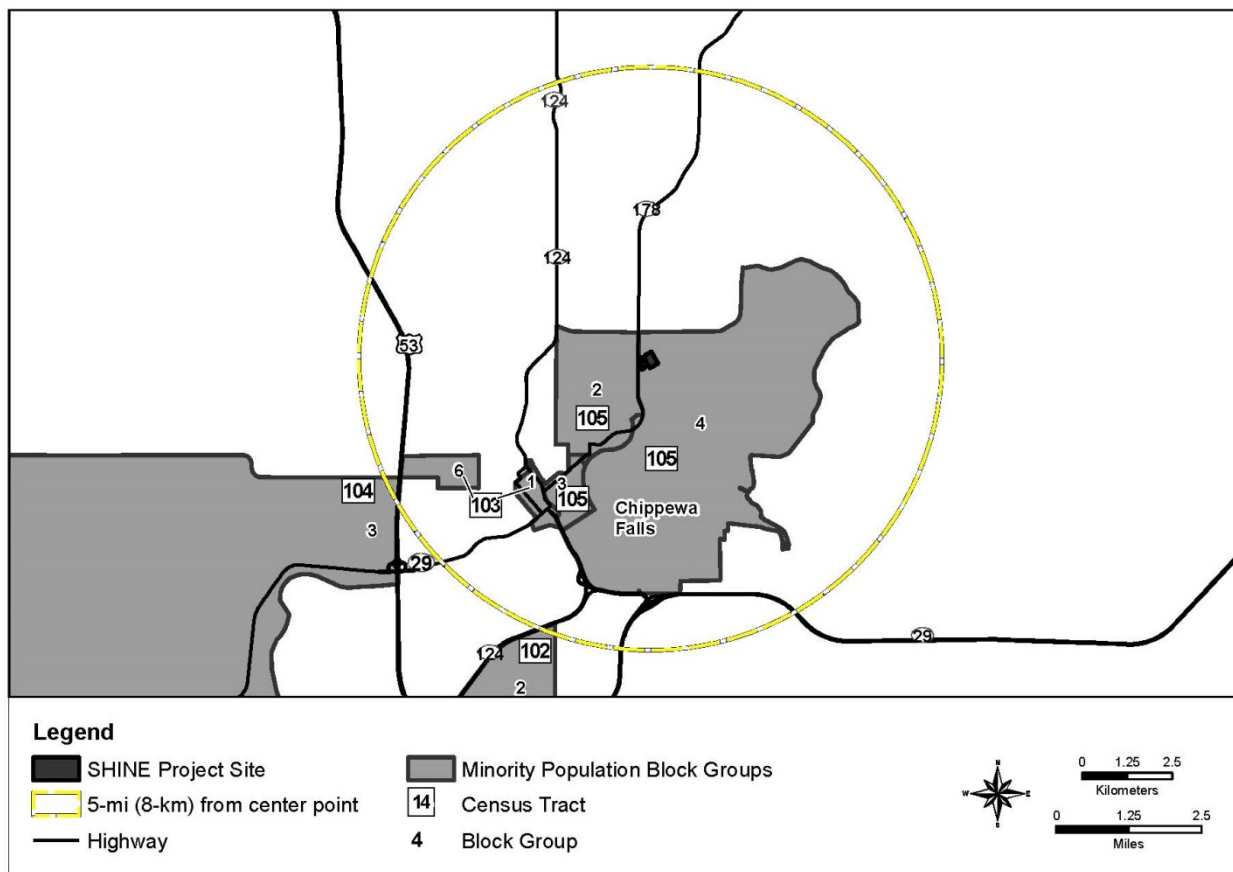 124
178
124
53
2
105
4
105
6
1
3
104
103
105
3
Chippewa
Falls
29
29
124
102
2
Legend
SHINE Project Site
Minority Population Block Groups
5-mi (8-km) from center point
14
Census Tract
Highway
4
Block Group
N
W
E
S
0
1.25
2.5
Kilometers
0
1.25
2.5
Miles